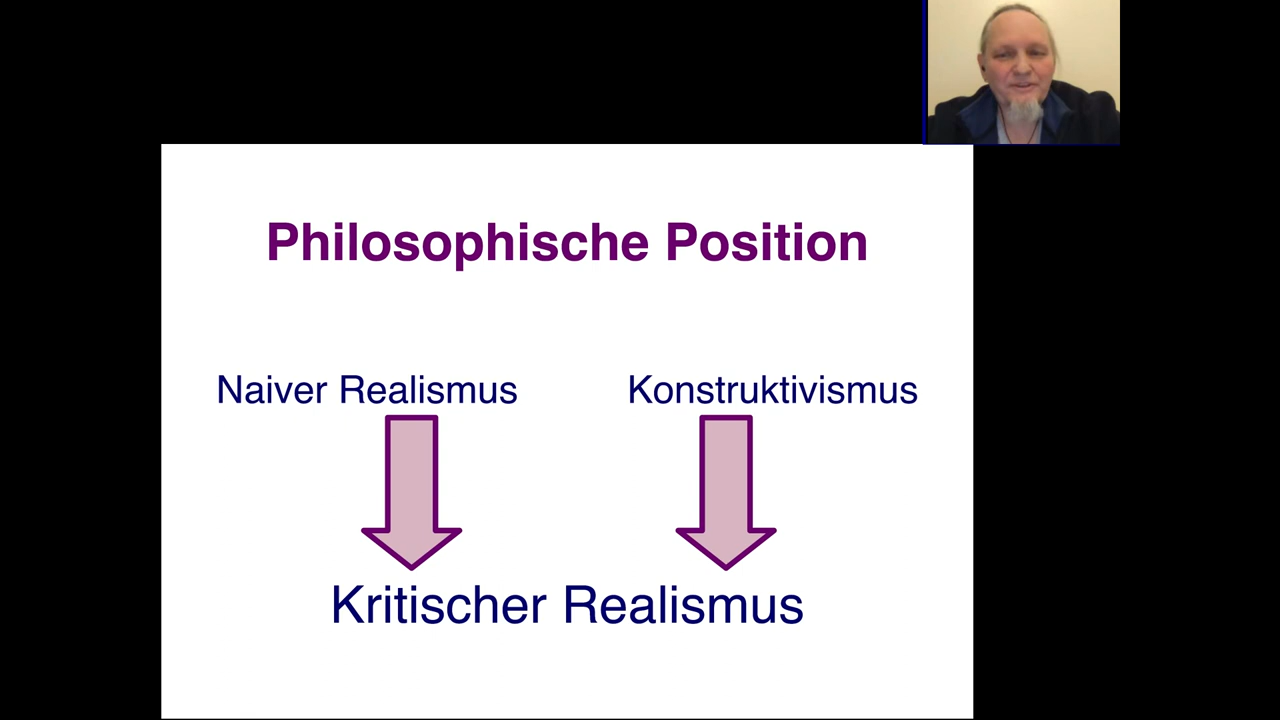 Philosophische Position
Naiver Realismus
Konstruktivismus
Kritischer Realismus